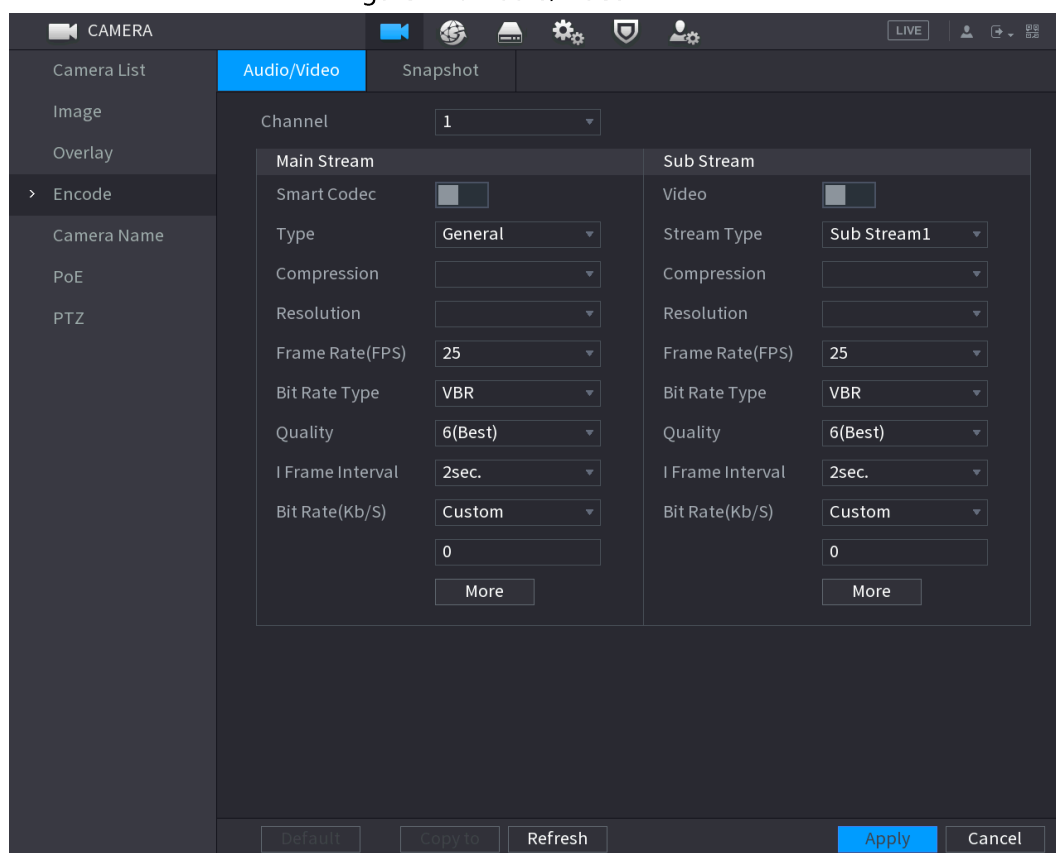 CAMERA
LIVE
Camera List
Image
Overlay
> Encode
Camera Name
PoE
PTZ
Audio/Video Snapshot
Channel 1
Main Stream Sub Stream
Smart Codec Video
Type General Stream Type Sub Stream1
Compression Compression
Resolution Resolution
Frame Rate(FPS) 25 Frame Rate(FPS) 25
Bit Rate Type VBR Bit Rate Type VBR
Quality 6(Best) Quality 6(Best)
I Frame Interval 2sec. I Frame Interval 2sec.
Bit Rate(Kb/S) Custom Bit Rate(Kb/S) Custom
0 0
More More
Default Copy to Refresh Apply Cancel